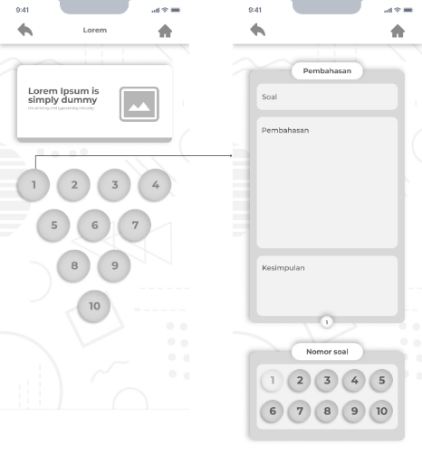 9:41
Lorem
Lorem Ipsum is
simply dummy
1
2
3
4
5
6
7
8
9
10
9:41
Pembahasan
Soal
Pembahasan
Kesimpulan
1
Nomor soal
1 2 3 4 5
6 7 8 9 10